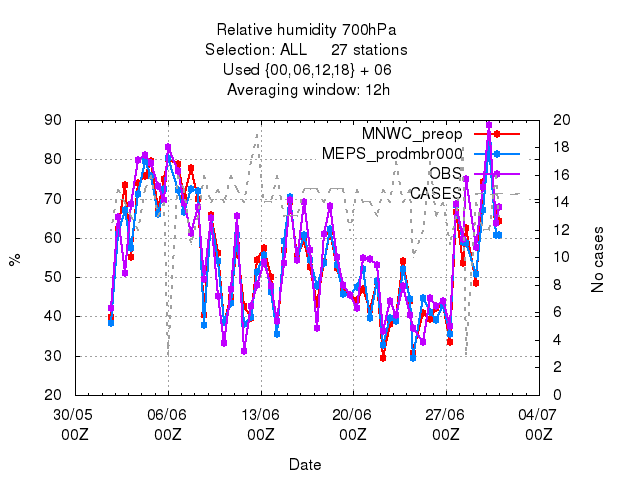 Relative humidity 700hPa
Selection: ALL     27 stations
Used {00,06,12,18} + 06
Averaging window: 12h
90 20
MNWC_preop
18
MEPS_prodmbr000
80
16
OBS
70
CASES
14
60
12
%
50
10
No cases
8
40
6
30
4
2
20 0
30/05 06/06 13/06 20/06 27/06 04/07
00Z 00Z 00Z 00Z 00Z 00Z
Date